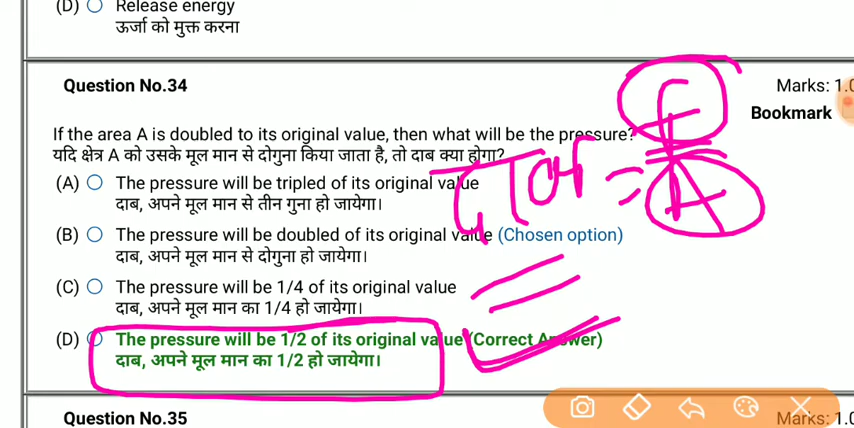 (D) Release energy
ऊर्जा को मुक्त करना
Question No.34 Marks: 1.0
Bookmark
If the area A is doubled to its original value, then what will be the pressure?
यदि क्षेत्र A को उसके मूल मान से दोगुना किया जाता है, तो दाब क्या होगा?
दाब = F/A
(A) The pressure will be tripled of its original value
दाब, अपने मूल मान से तीन गुना हो जायेगा।
(B) The pressure will be doubled of its original value (Chosen option)
दाब, अपने मूल मान से दोगुना हो जायेगा।
(C) The pressure will be 1/4 of its original value
दाब, अपने मूल मान का 1/4 हो जायेगा।
(D) The pressure will be 1/2 of its original value (Correct Answer)
दाब, अपने मूल मान का 1/2 हो जायेगा।
Question No.35 Marks: 1.0